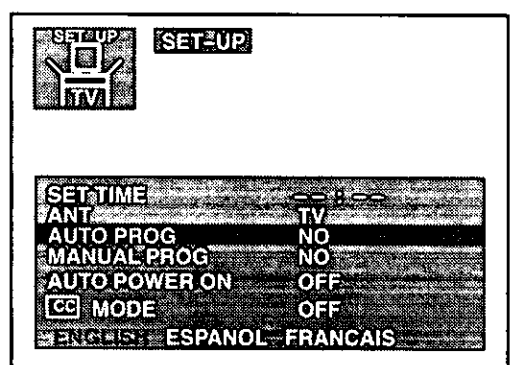 SET UP
SET-UP
TV
SET TIME --:--
ANT TV
AUTO PROG NO
MANUAL PROG NO
AUTO POWER ON OFF
CC MODE OFF
ENGLISH ESPANOL FRANCAIS